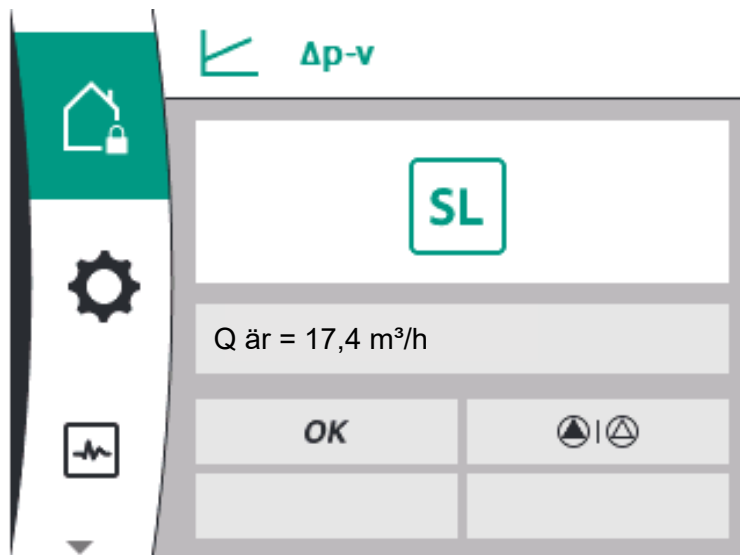 Δp-v
SL
Q är = 17,4 m³/h
OK